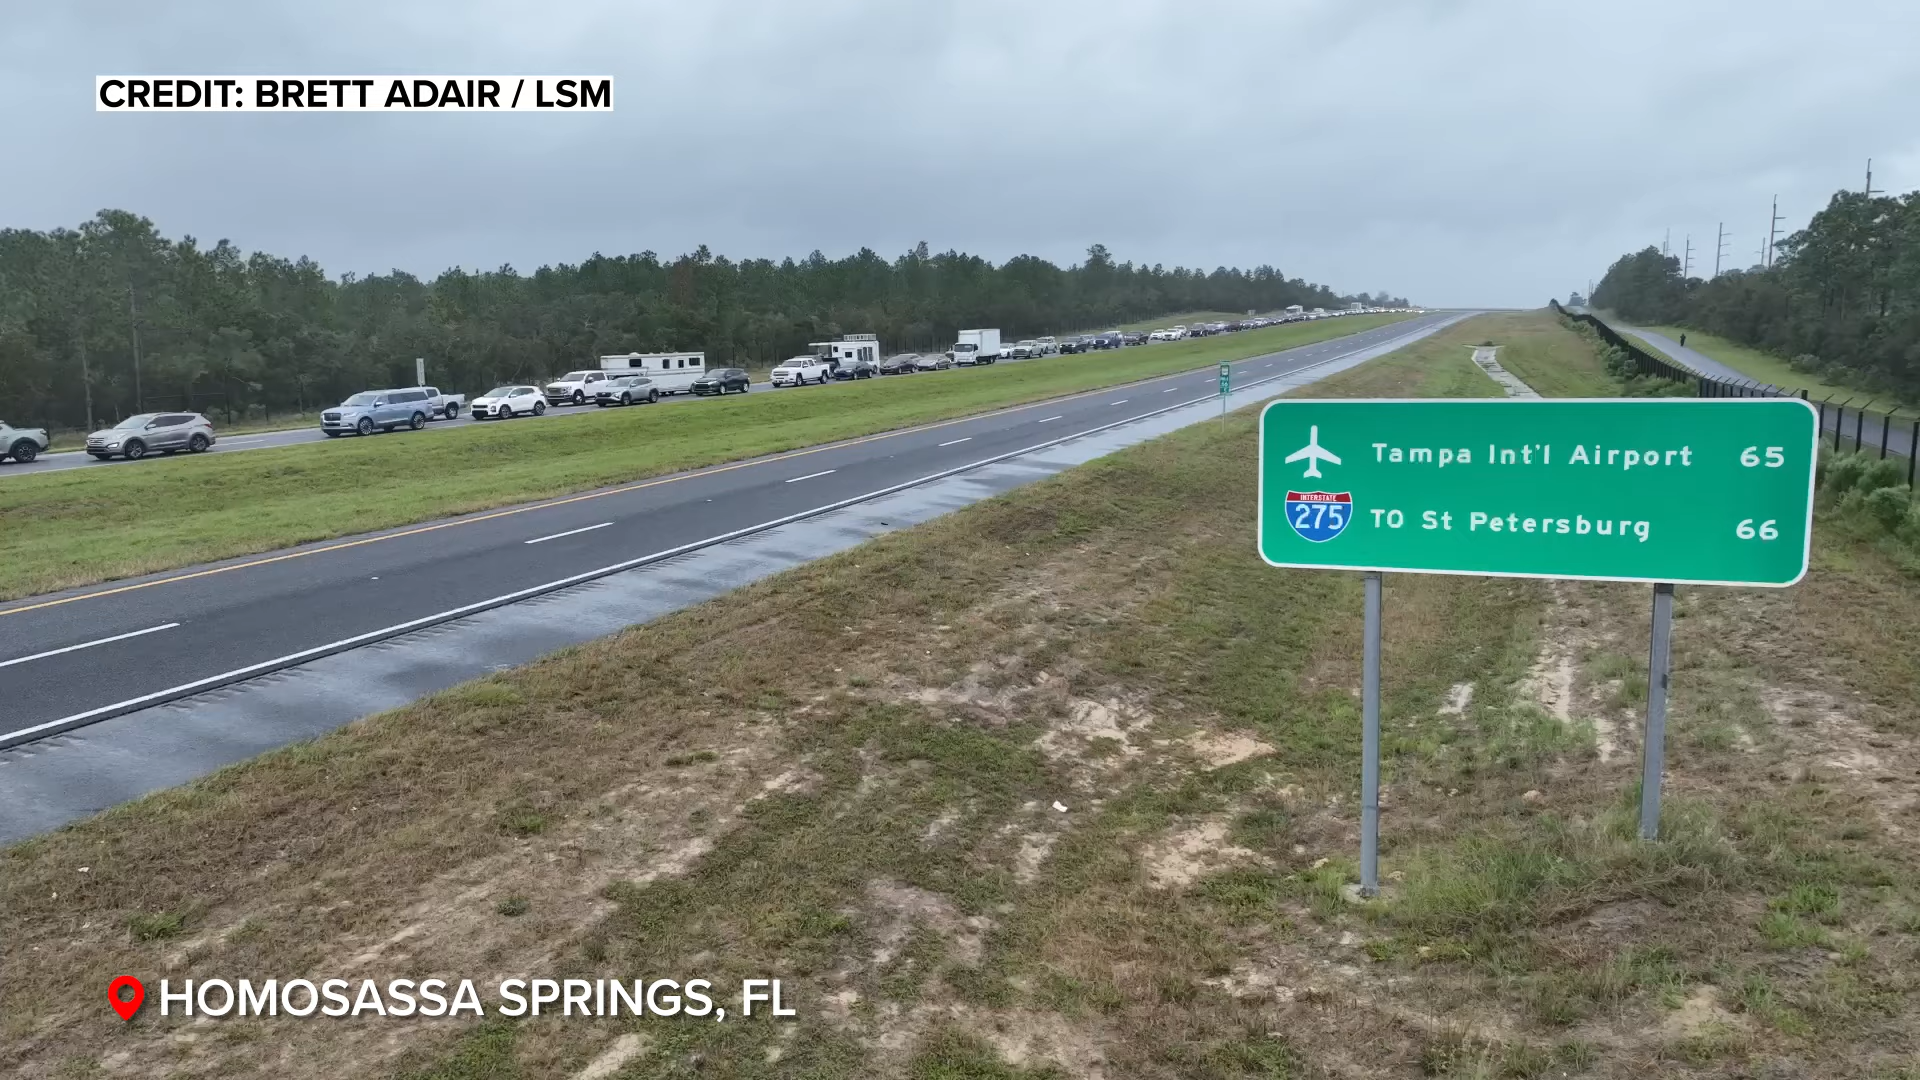 CREDIT: BRETT ADAIR / LSM
Tampa Int'l Airport 65
INTERSTATE
275 TO St Petersburg 66
HOMOSASSA SPRINGS, FL